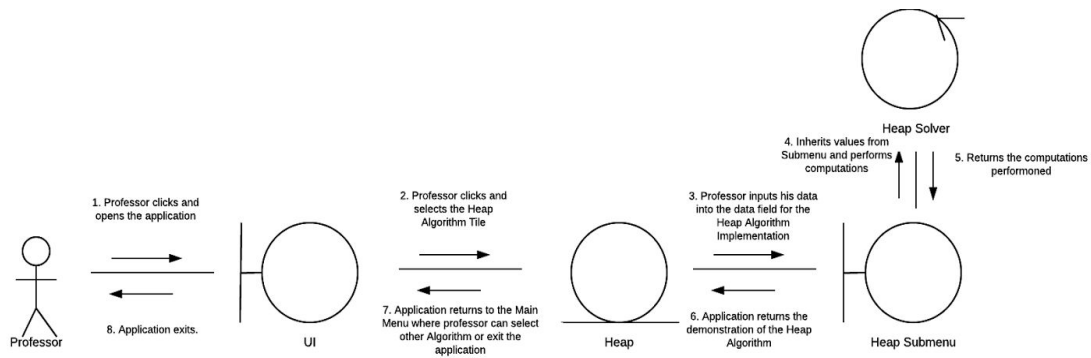 Heap Solver
4. Inherits values from
Submenu and performs
computations
5. Returns the computations
performoned
1. Professor clicks and
opens the application
2. Professor clicks and
selects the Heap
Algorithm Tile
3. Professor inputs his data
into the data field for the
Heap Algorithm
Implementation
8. Application exits.
7. Application returns to the Main
Menu where professor can select
other Algorithm or exit the
application
6. Application returns the
demonstration of the Heap
Algorithm
Professor
UI
Heap
Heap Submenu